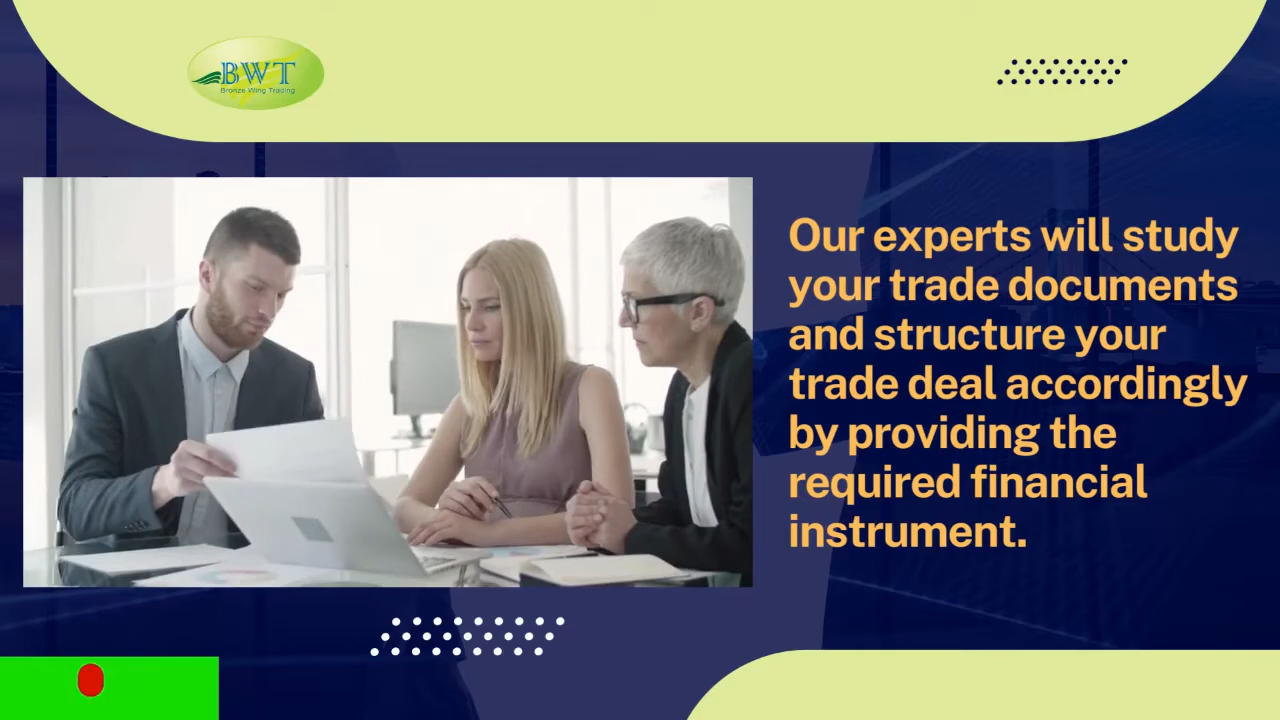 BWT
Bronze Wing Trading
Our experts will study
your trade documents
and structure your
trade deal accordingly
by providing the
required financial
instrument.